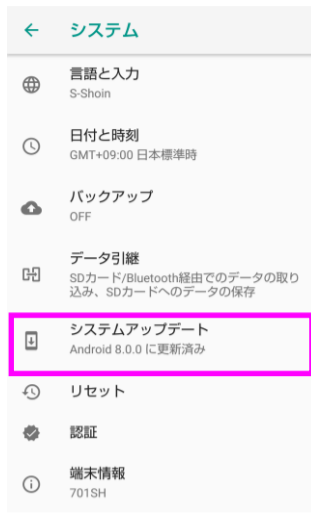 システム
言語と入力
S-Shoin
日付と時刻
GMT+09:00 日本標準時
バックアップ
OFF
データ引継
SDカード/Bluetooth経由でのデータの取り
込み、SDカードへのデータの保存
システムアップデート
Android 8.0.0 に更新済み
リセット
認証
端末情報
701SH